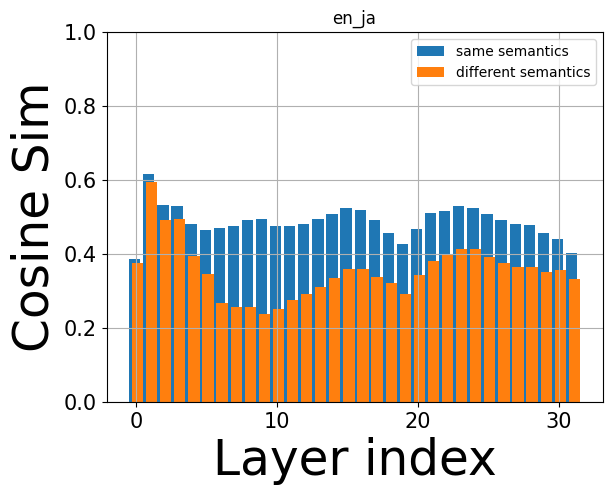 en_ja
same semantics
different semantics
Cosine Sim
1.0
0.8
0.6
0.4
0.2
0.0
0 10 20 30
Layer index